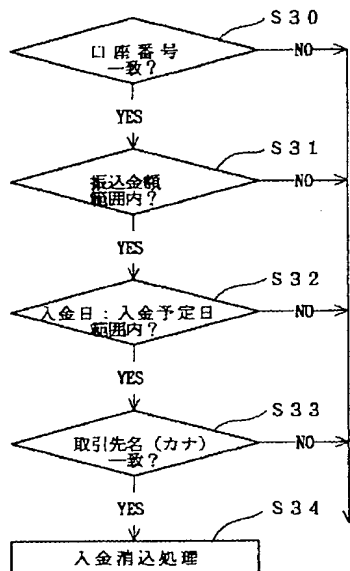 S30
口座番号
一致?
NO
YES
S31
振込金額
範囲内?
NO
YES
S32
入金日:入金予定日
範囲内?
NO
YES
S33
取引先名(カナ)
一致?
NO
YES
S34
入金消込処理